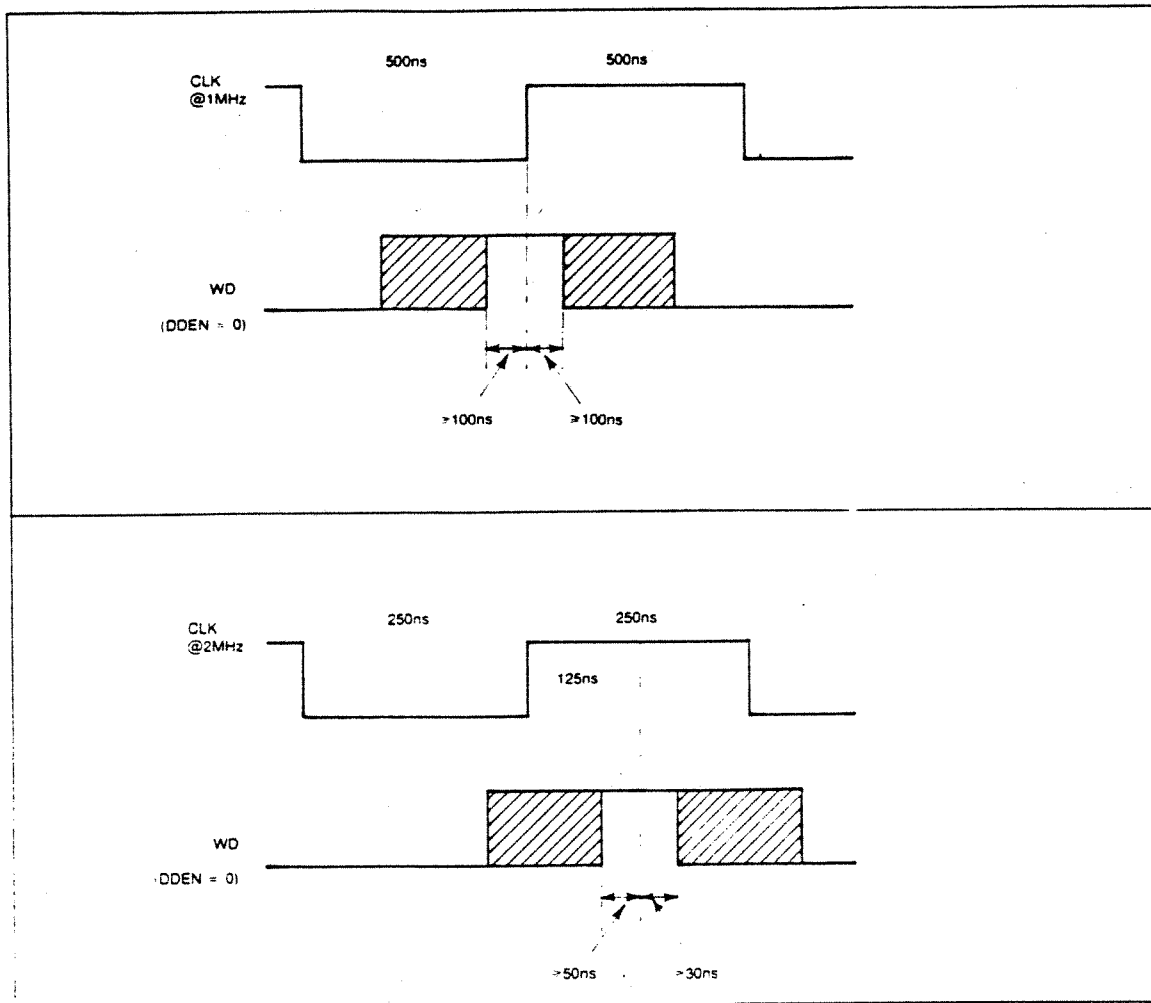 500ns 500ns
CLK
@1MHz
WD
(DDEN = 0)
≥100ns ≥100ns
250ns 250ns
CLK
@2MHz
125ns
WD
(DDEN = 0)
≥50ns ≥30ns